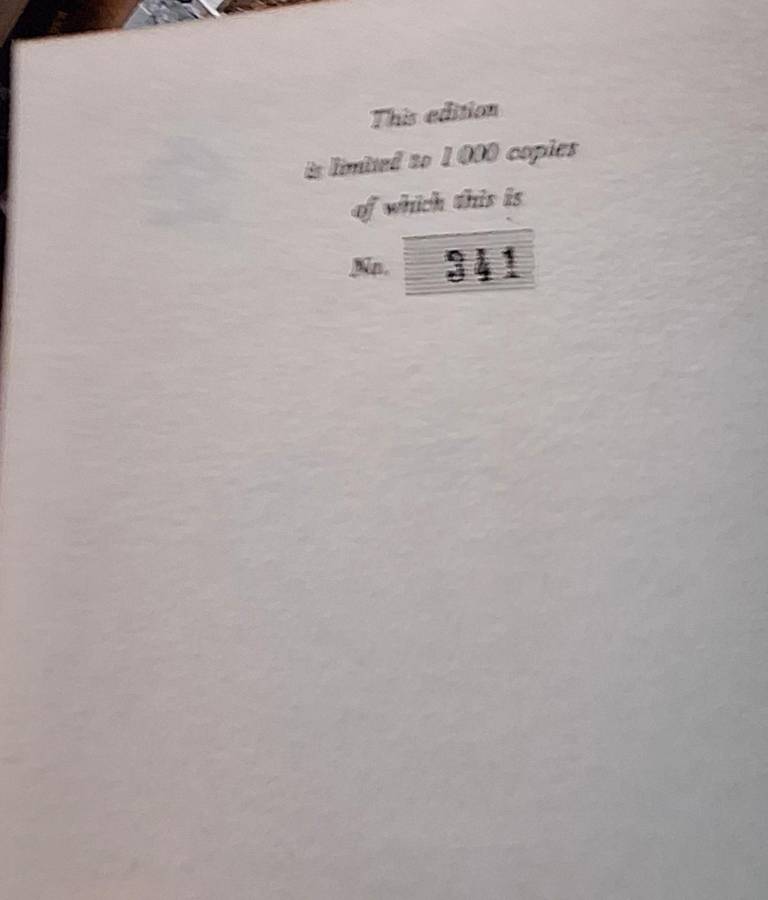 This edition
is limited to 1000 copies
of which this is
No. 341